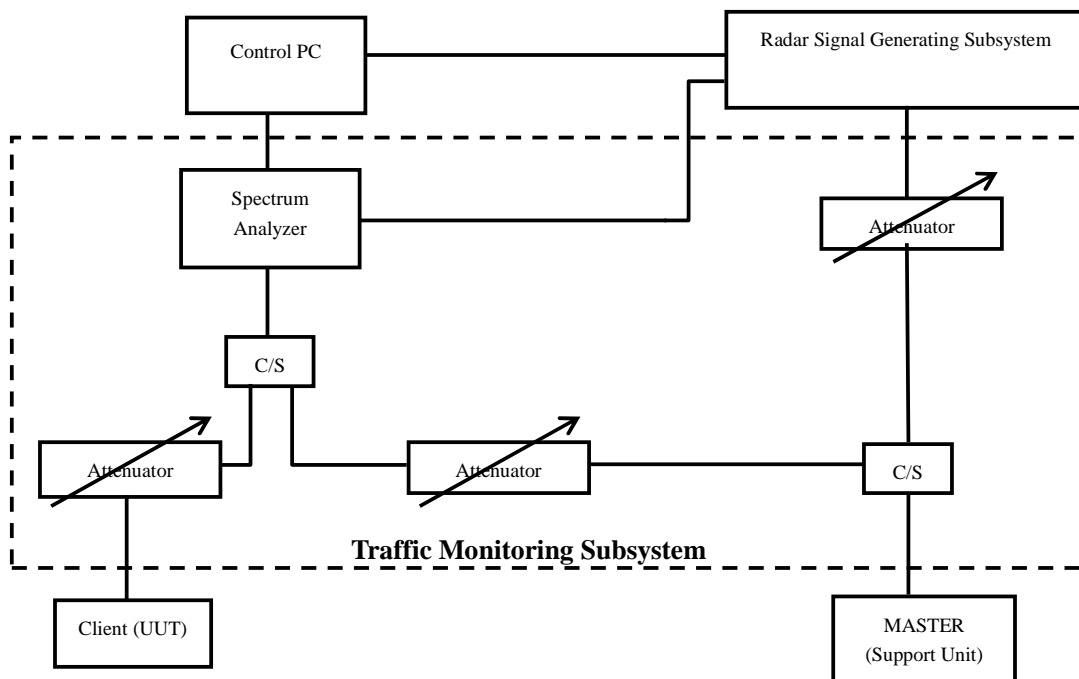 Control PC
Radar Signal Generating Subsystem
Spectrum
Analyzer
Attenuator
C/S
Attenuator
Attenuator
C/S
Traffic Monitoring Subsystem
Client (UUT)
MASTER
(Support Unit)